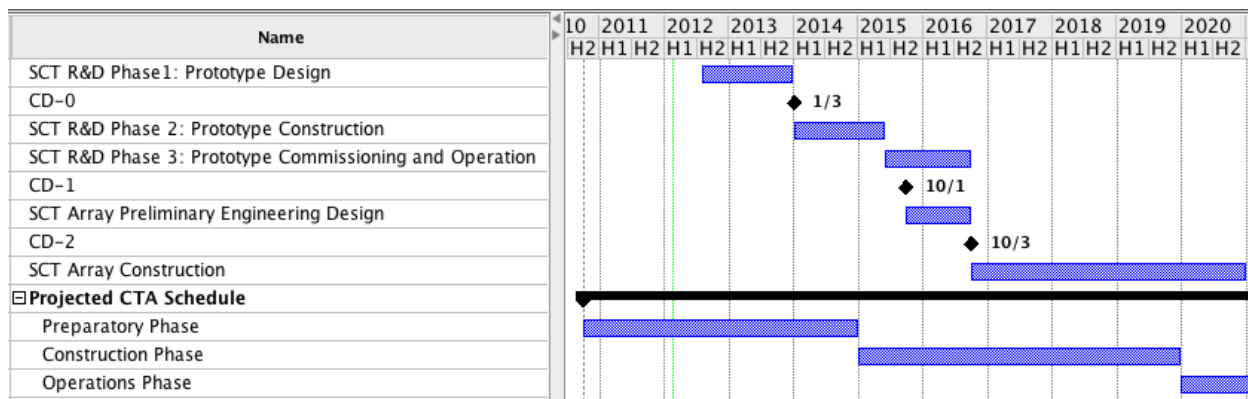 Name
10 2011 2012 2013 2014 2015 2016 2017 2018 2019 2020
H2 H1 H2 H1 H2 H1 H2 H1 H2 H1 H2 H1 H2 H1 H2 H1 H2 H1 H2 H1 H2
SCT R&D Phase1: Prototype Design
CD-0 1/3
SCT R&D Phase 2: Prototype Construction
SCT R&D Phase 3: Prototype Commissioning and Operation
CD-1 10/1
SCT Array Preliminary Engineering Design
CD-2 10/3
SCT Array Construction
Projected CTA Schedule
Preparatory Phase
Construction Phase
Operations Phase